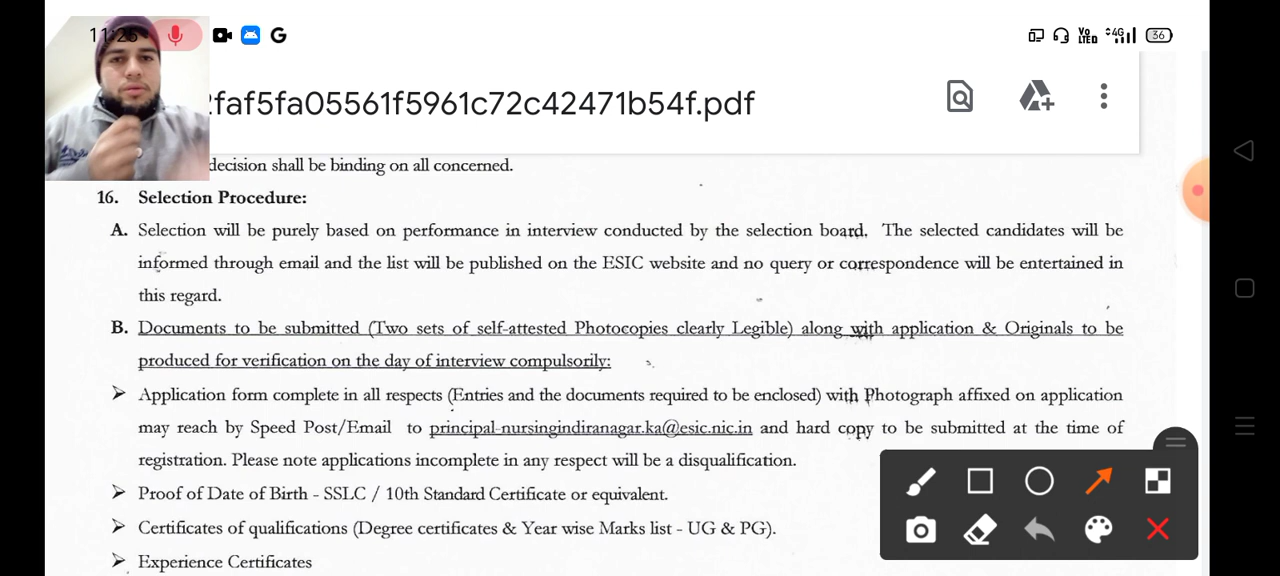 11:25 G VoLTE 4G 36
2faf5fa05561f5961c72c42471b54f.pdf
decision shall be binding on all concerned.
16. Selection Procedure:
A. Selection will be purely based on performance in interview conducted by the selection board. The selected candidates will be
informed through email and the list will be published on the ESIC website and no query or correspondence will be entertained in
this regard.
B. Documents to be submitted (Two sets of self-attested Photocopies clearly Legible) along with application & Originals to be
produced for verification on the day of interview compulsorily:
➢ Application form complete in all respects (Entries and the documents required to be enclosed) with Photograph affixed on application
may reach by Speed Post/Email to principal-nursingindiranagar.ka@esic.nic.in and hard copy to be submitted at the time of
registration. Please note applications incomplete in any respect will be a disqualification.
➢ Proof of Date of Birth - SSLC / 10th Standard Certificate or equivalent.
➢ Certificates of qualifications (Degree certificates & Year wise Marks list - UG & PG).
➢ Experience Certificates